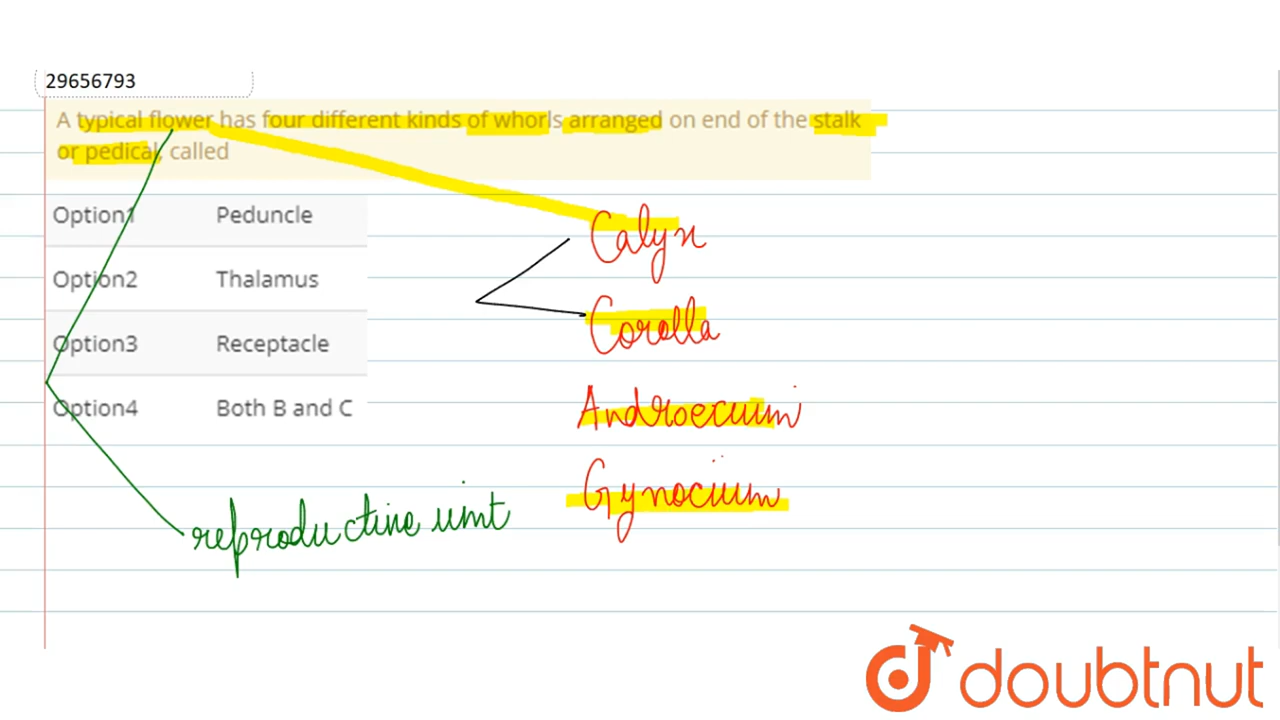 29656793
A typical flower has four different kinds of whorls arranged on end of the stalk
or pedical, called
Option1 Peduncle
Option2 Thalamus
Option3 Receptacle
Option4 Both B and C
Calyx
Corolla
Androecium
Gynocium
reproductive unit
doubtnut